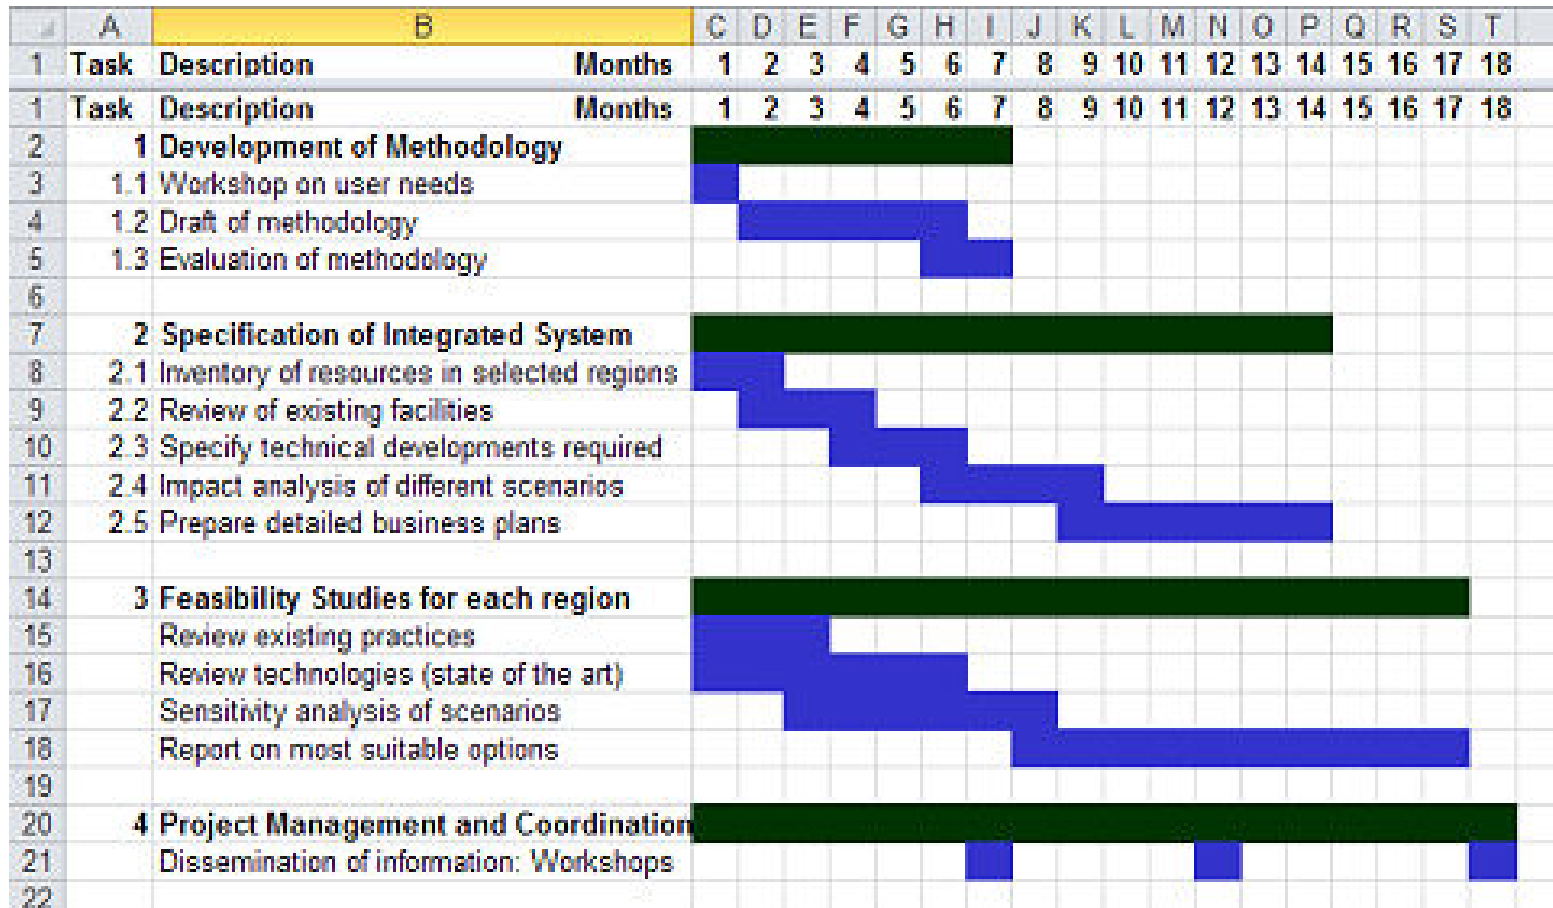 A B C D E F G H I J K L M N O P Q R S T
1 Task Description Months 1 2 3 4 5 6 7 8 9 10 11 12 13 14 15 16 17 18
1 Task Description Months 1 2 3 4 5 6 7 8 9 10 11 12 13 14 15 16 17 18
2 1 Development of Methodology
3 1.1 Workshop on user needs
4 1.2 Draft of methodology
5 1.3 Evaluation of methodology
6
7 2 Specification of Integrated System
8 2.1 Inventory of resources in selected regions
9 2.2 Review of existing facilities
10 2.3 Specify technical developments required
11 2.4 Impact analysis of different scenarios
12 2.5 Prepare detailed business plans
13
14 3 Feasibility Studies for each region
15 Review existing practices
16 Review technologies (state of the art)
17 Sensitivity analysis of scenarios
18 Report on most suitable options
19
20 4 Project Management and Coordination
21 Dissemination of information: Workshops
22